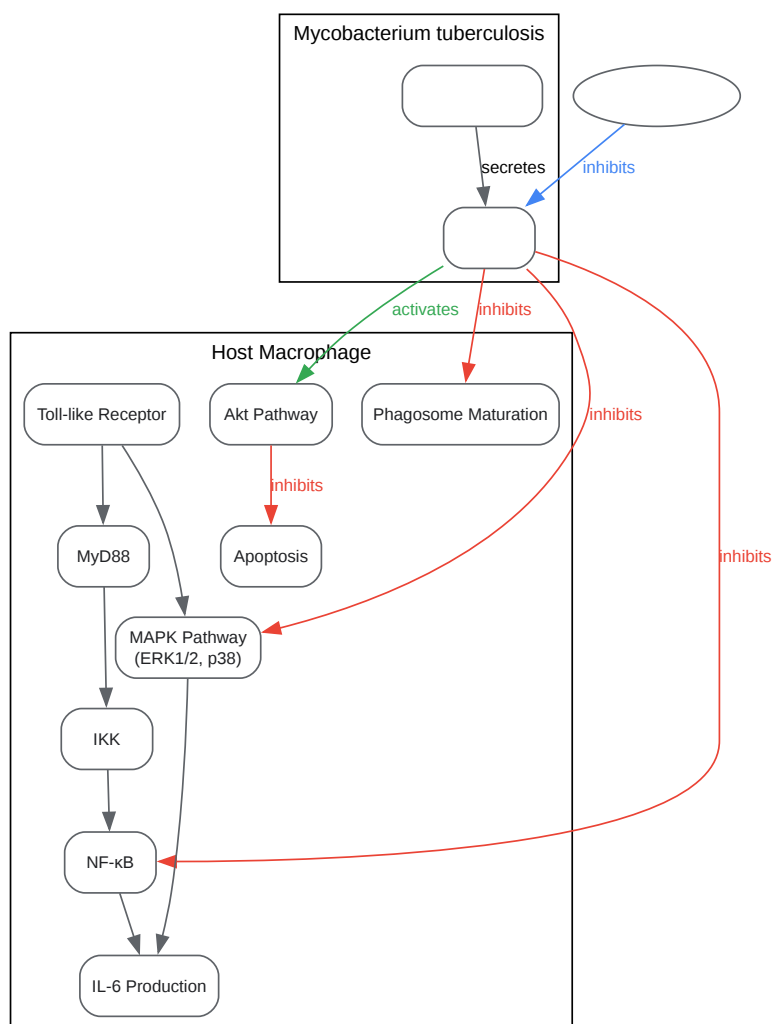 Mycobacterium tuberculosis
secretes
inhibits
activates
inhibits
Host Macrophage
Toll-like Receptor
Akt Pathway
Phagosome Maturation
inhibits
inhibits
MyD88
Apoptosis
inhibits
MAPK Pathway
(ERK1/2, p38)
IKK
NF-κB
IL-6 Production